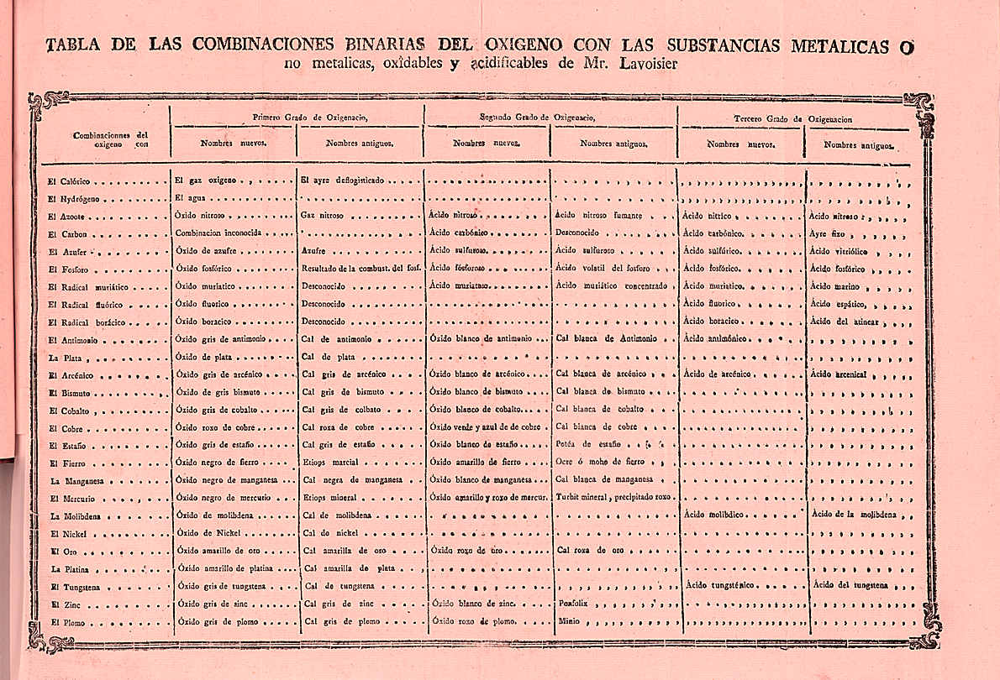 TABLA DE LAS COMBINACIONES BINARIAS DEL OXIGENO CON LAS SUBSTANCIAS METALICAS O
no metalicas, oxîdables y acidificables de Mr. Lavoisier
Combinacionnes del oxigeno con | Primero Grado de Oxigenacio, | Segundo Grado de Oxigenacio, | Tercero Grado de Oxigenacion
Nombres nuevos. | Nombres antiguos. | Nombres nuevos. | Nombres antiguos. | Nombres nuevos. | Nombres antiguos.
El Calórico | El gaz oxigeno | El ayre deflogisticado
El Hydrógeno | El agua
El Azoote | Óxido nitroso | Gaz nitroso | Ácido nitroso | Ácido nitroso fumante | Ácido nitrico | Ácido nitroso
El Carbon | Combinacion inconocida | Ácido carbónico | Desconocido | Ácido carbónico. | Ayre fixo
El Azufer | Óxido de azufre | Azufre | Ácido sulfuroso | Ácido sulfuroso | Ácido sulfúrico. | Ácido vitriólico
El Fosforo | Óxido fosfórico | Resultado de la combust. del fosf. | Ácido fósforoso | Ácido volatil del fosforo | Ácido fosfórico. | Ácido fosfórico
El Radical muriático | Óxido muriatico | Desconocido | Ácido muriatoso | Ácido muriático concentrado | Ácido muriatico. | Ácido marino
El Radical fluórico | Óxido fluorico | Desconocido | Ácido fluorico | Ácido espático,
El Radical borácico | Óxido boracico | Desconocido | Ácido boracico | Ácido del atincar
El Antimonio | Óxido gris de antimonio | Cal de antimonio | Óxido blanco de antimonio | Cal blanca de Antimonio | Ácido antimónico
La Plata | Óxido de plata | Cal de plata
El Arcénico | Óxido gris de arcénico | Cal gris de arcénico | Óxido blanco de arcénico | Cal blanca de arcénico | Ácido de arcénico | Ácido arcenical
El Bismuto | Óxido de gris bismuto | Cal gris de bismuto | Óxido blanco de bismuto | Cal blanca de bismuto
El Cobalto | Óxido gris de cobalto | Cal gris de colbato | Óxido blanco de cobalto | Cal blanca de cobalto
El Cobre | Óxido roxo de cobre | Cal roxa de cobre | Óxido verde y azul de de cobre | Cal bianca de cobre
El Estaño | Óxido gris de estaño | Cal gris de estaño | Óxido blanco de estaño | Potéa de estaño
El Fierro | Óxido negro de fierro | Etiops marcial | Óxido amarillo de fierro | Ocre ó moho de fierro
La Manganesa | Óxido negro de manganesa | Cal negra de manganesa | Óxido blanco de manganesa | Cal blanca de manganesa
El Mercurio | Óxido negro de mercurio | Etiops mineral | Óxido amarillo y roxo de mercur. | Turbit mineral, precipitado roxo
La Molibdena | Óxido de molibdena | Cal de molibdena | Ácido molibdico | Ácido de la molibdena
El Nickel | Óxido de Nickel | Cal de nickel
El Oro | Óxido amarillo de oro | Cal amarilla de oro | Óxido roxo de oro | Cal roxa de oro
La Platina | Óxido amarillo de platina | Cal amarilla de plata
El Tungstena | Óxido gris de tungstena | Cal de tungstena | Ácido tungsténico | Ácido del tungstena
El Zinc | Óxido gris de zinc | Cal gris de zinc | Óxido blanco de zinc. | Ponfolix
El Plomo | Óxido gris de plomo | Cal gris de plomo | Óxido roxo de plomo. | Minio